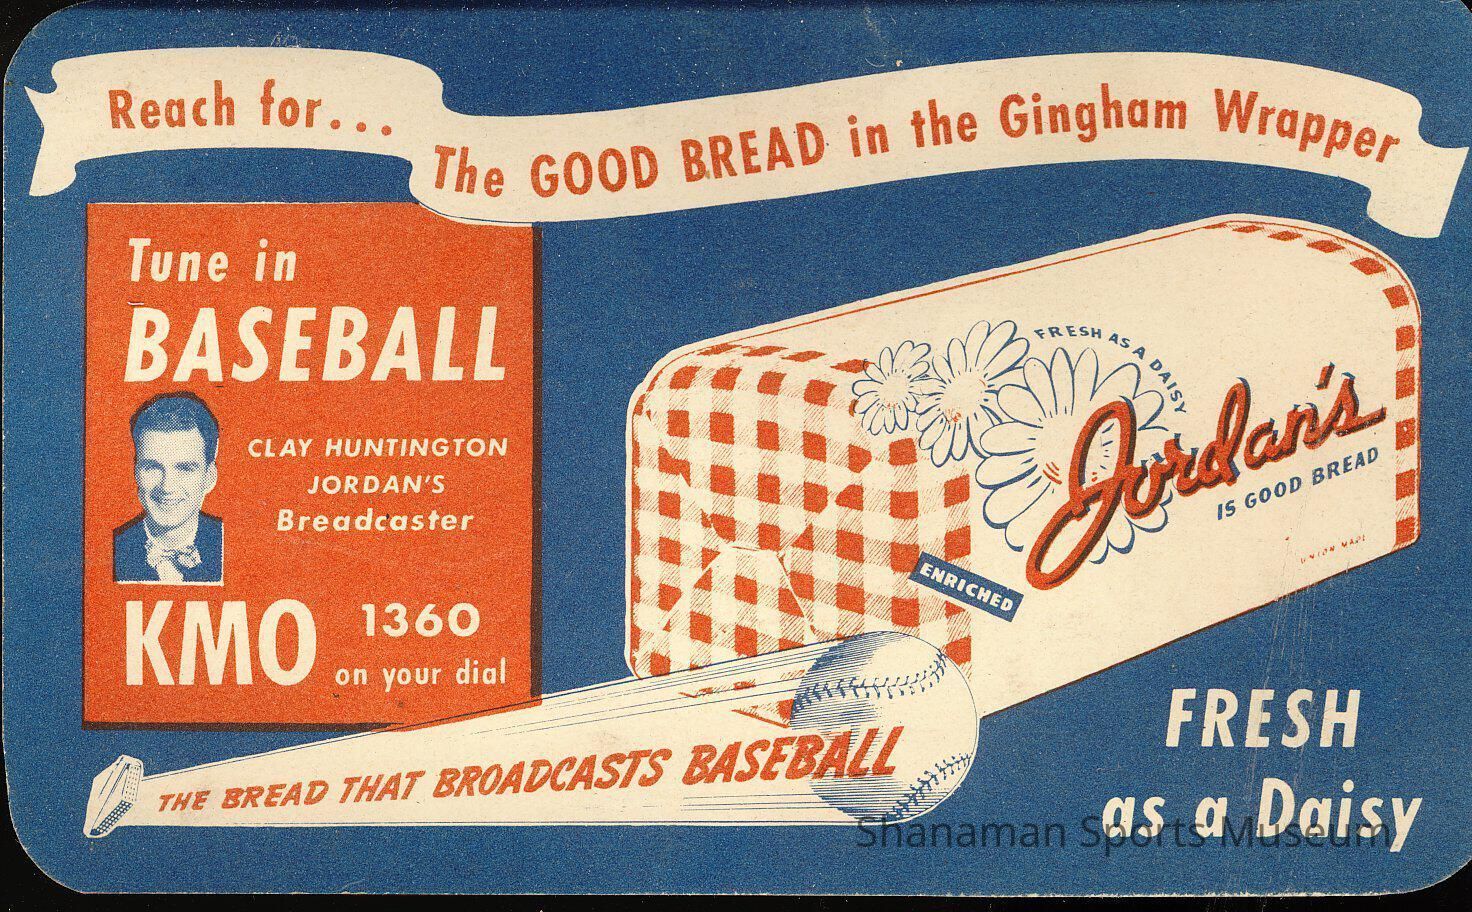 Reach for...
The GOOD BREAD in the Gingham Wrapper
Tune in
BASEBALL
CLAY HUNTINGTON
JORDAN'S
Breadcaster
KMO 1360
on your dial
FRESH AS A DAISY
Jordan's
IS GOOD BREAD
UNION MADE
ENRICHED
THE BREAD THAT BROADCASTS BASEBALL
FRESH
as a Daisy
Shanaman Sports Museum